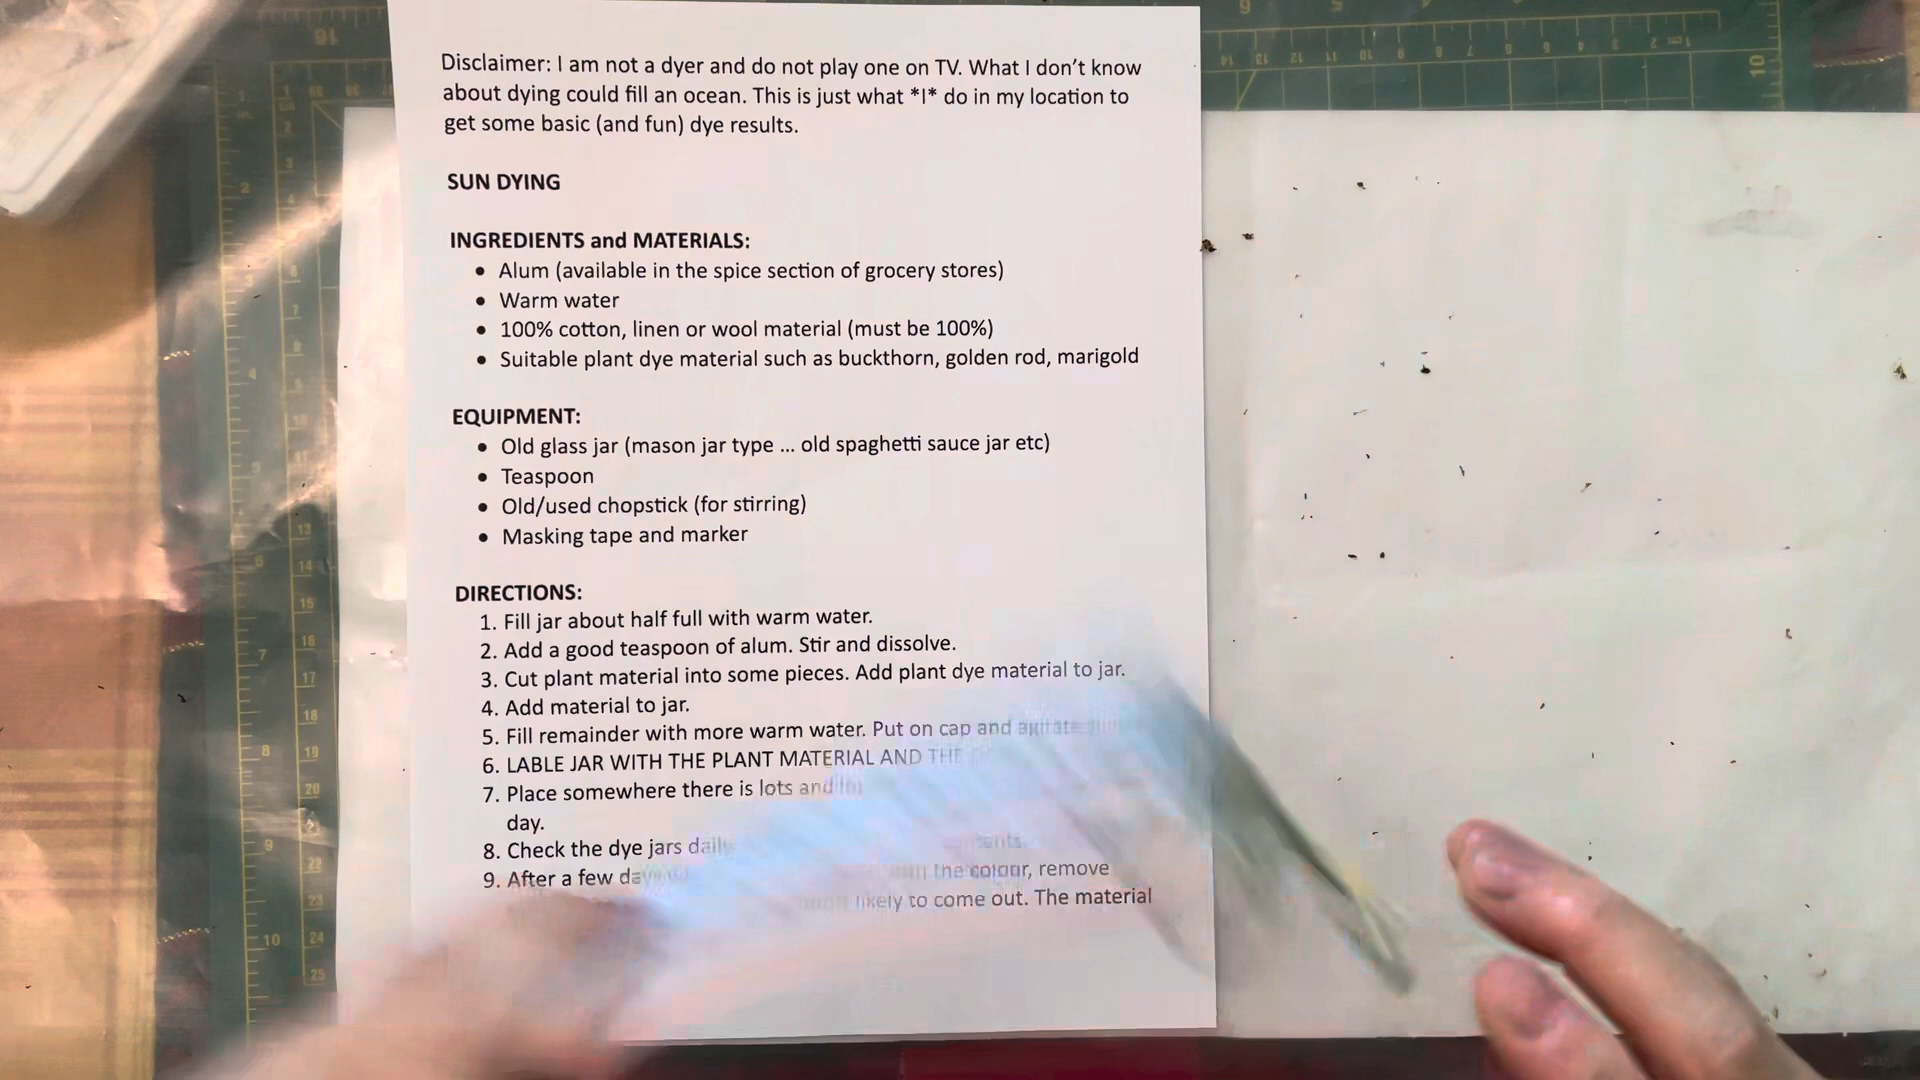 Disclaimer: I am not a dyer and do not play one on TV. What I don't know
about dying could fill an ocean. This is just what *I* do in my location to
get some basic (and fun) dye results.
SUN DYING
INGREDIENTS and MATERIALS:
• Alum (available in the spice section of grocery stores)
• Warm water
• 100% cotton, linen or wool material (must be 100%)
• Suitable plant dye material such as buckthorn, golden rod, marigold
EQUIPMENT:
• Old glass jar (mason jar type ... old spaghetti sauce jar etc)
• Teaspoon
• Old/used chopstick (for stirring)
• Masking tape and marker
DIRECTIONS:
1. Fill jar about half full with warm water.
2. Add a good teaspoon of alum. Stir and dissolve.
3. Cut plant material into some pieces. Add plant dye material to jar.
4. Add material to jar.
5. Fill remainder with more warm water. Put on cap and agitate
6. LABLE JAR WITH THE PLANT MATERIAL AND THE
7. Place somewhere there is lots and
day.
8. Check the dye jars daily
9. After a few the colour, remove
likely to come out. The material